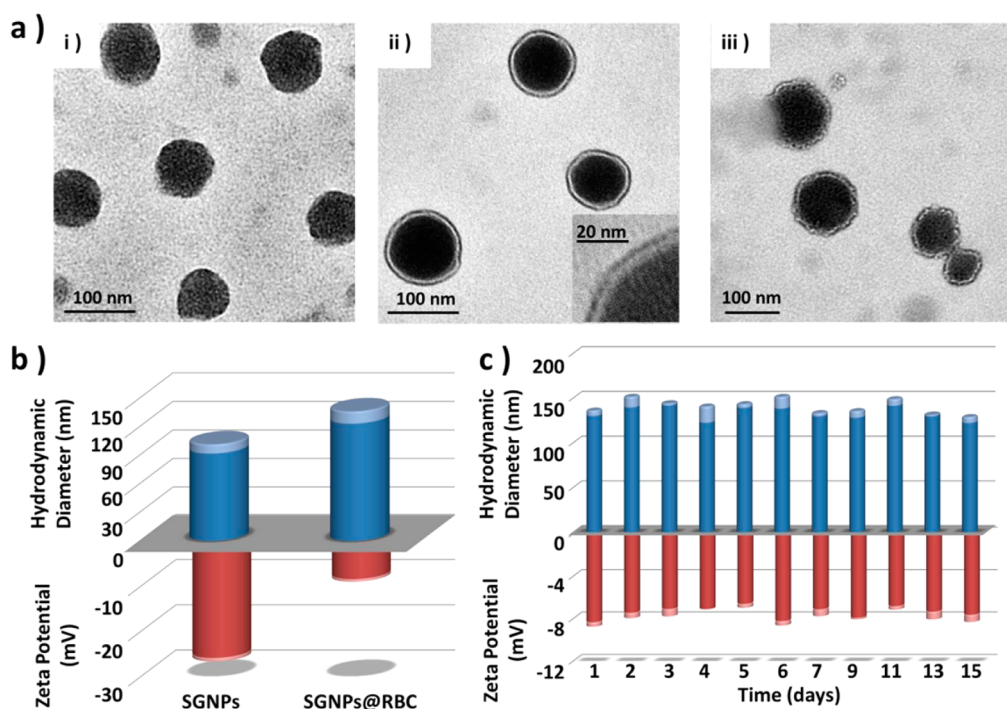 a )
i )
ii )
iii )
100 nm
100 nm
20 nm
100 nm
b )
Hydrodynamic
Diameter (nm)
150
120
90
60
30
0
-10
-20
-30
Zeta Potential
(mV)
SGNPs
SGNPs@RBC
c )
Hydrodynamic
Diameter (nm)
200
150
100
50
0
-4
-8
-12
Zeta Potential
(mV)
1 2 3 4 5 6 7 9 11 13 15
Time (days)